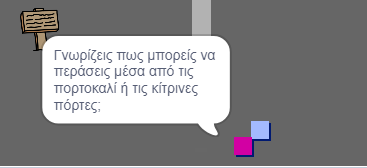 Γνωρίζεις πως μπορείς να
περάσεις μέσα από τις
πορτοκαλί ή τις κίτρινες
πόρτες;